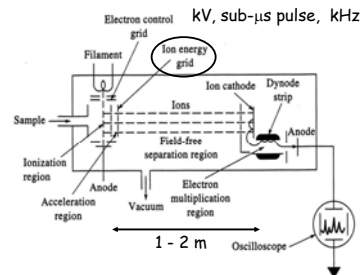 kV, sub-μs pulse, kHz
Electron control
grid
Filament
Ion energy
grid
Ion cathode
Dynode
strip
Sample
Ions
Anode
Field-free
separation region
Ionization
region
Acceleration
region
Anode
Vacuum
Electron
multiplication
region
1 - 2 m
Oscilloscope